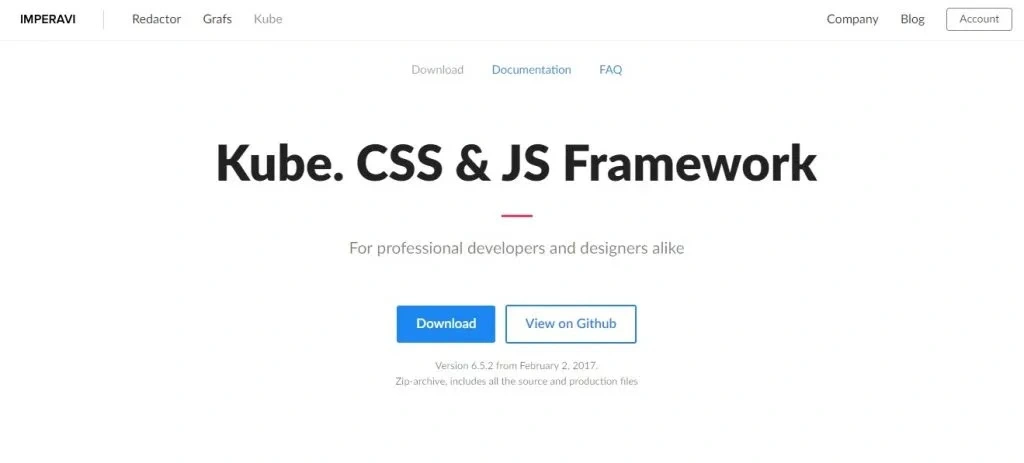 IMPERAVI Redactor Grafs Kube Company Blog Account
Download Documentation FAQ
Kube. CSS & JS Framework
For professional developers and designers alike
Download View on Github
Version 6.5.2 from February 2, 2017.
Zip-archive, includes all the source and production files